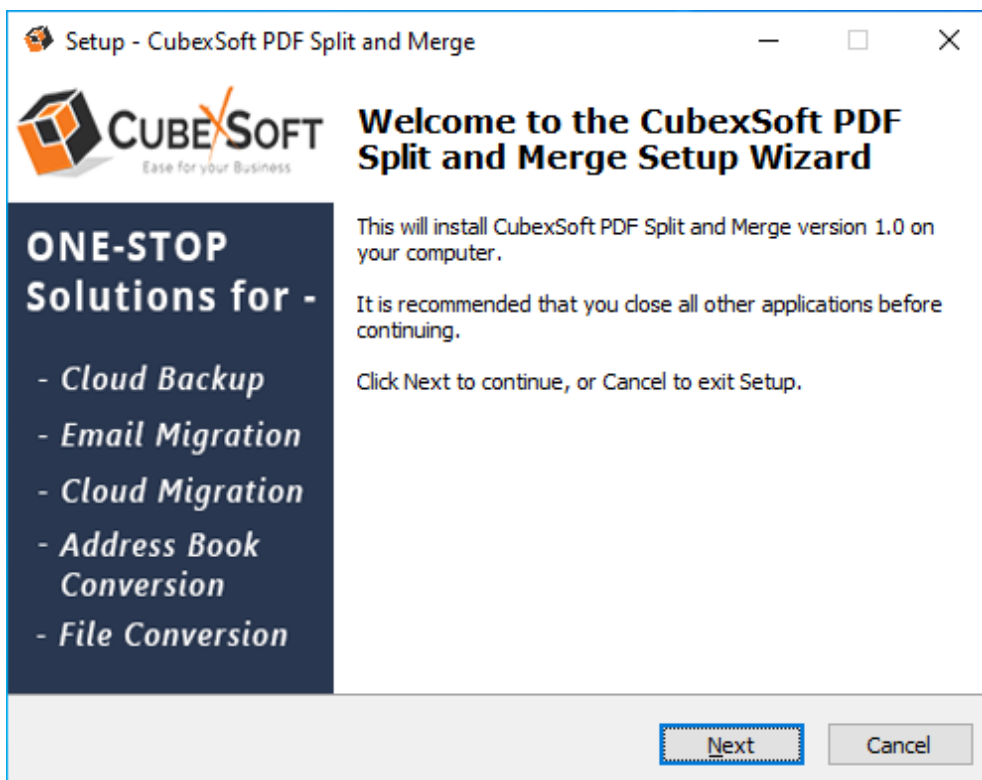 Setup - CubexSoft PDF Split and Merge
CUBEXSOFT
Ease for your Business
Welcome to the CubexSoft PDF
Split and Merge Setup Wizard
ONE-STOP
Solutions for -
- Cloud Backup
- Email Migration
- Cloud Migration
- Address Book
Conversion
- File Conversion
This will install CubexSoft PDF Split and Merge version 1.0 on
your computer.
It is recommended that you close all other applications before
continuing.
Click Next to continue, or Cancel to exit Setup.
Next
Cancel